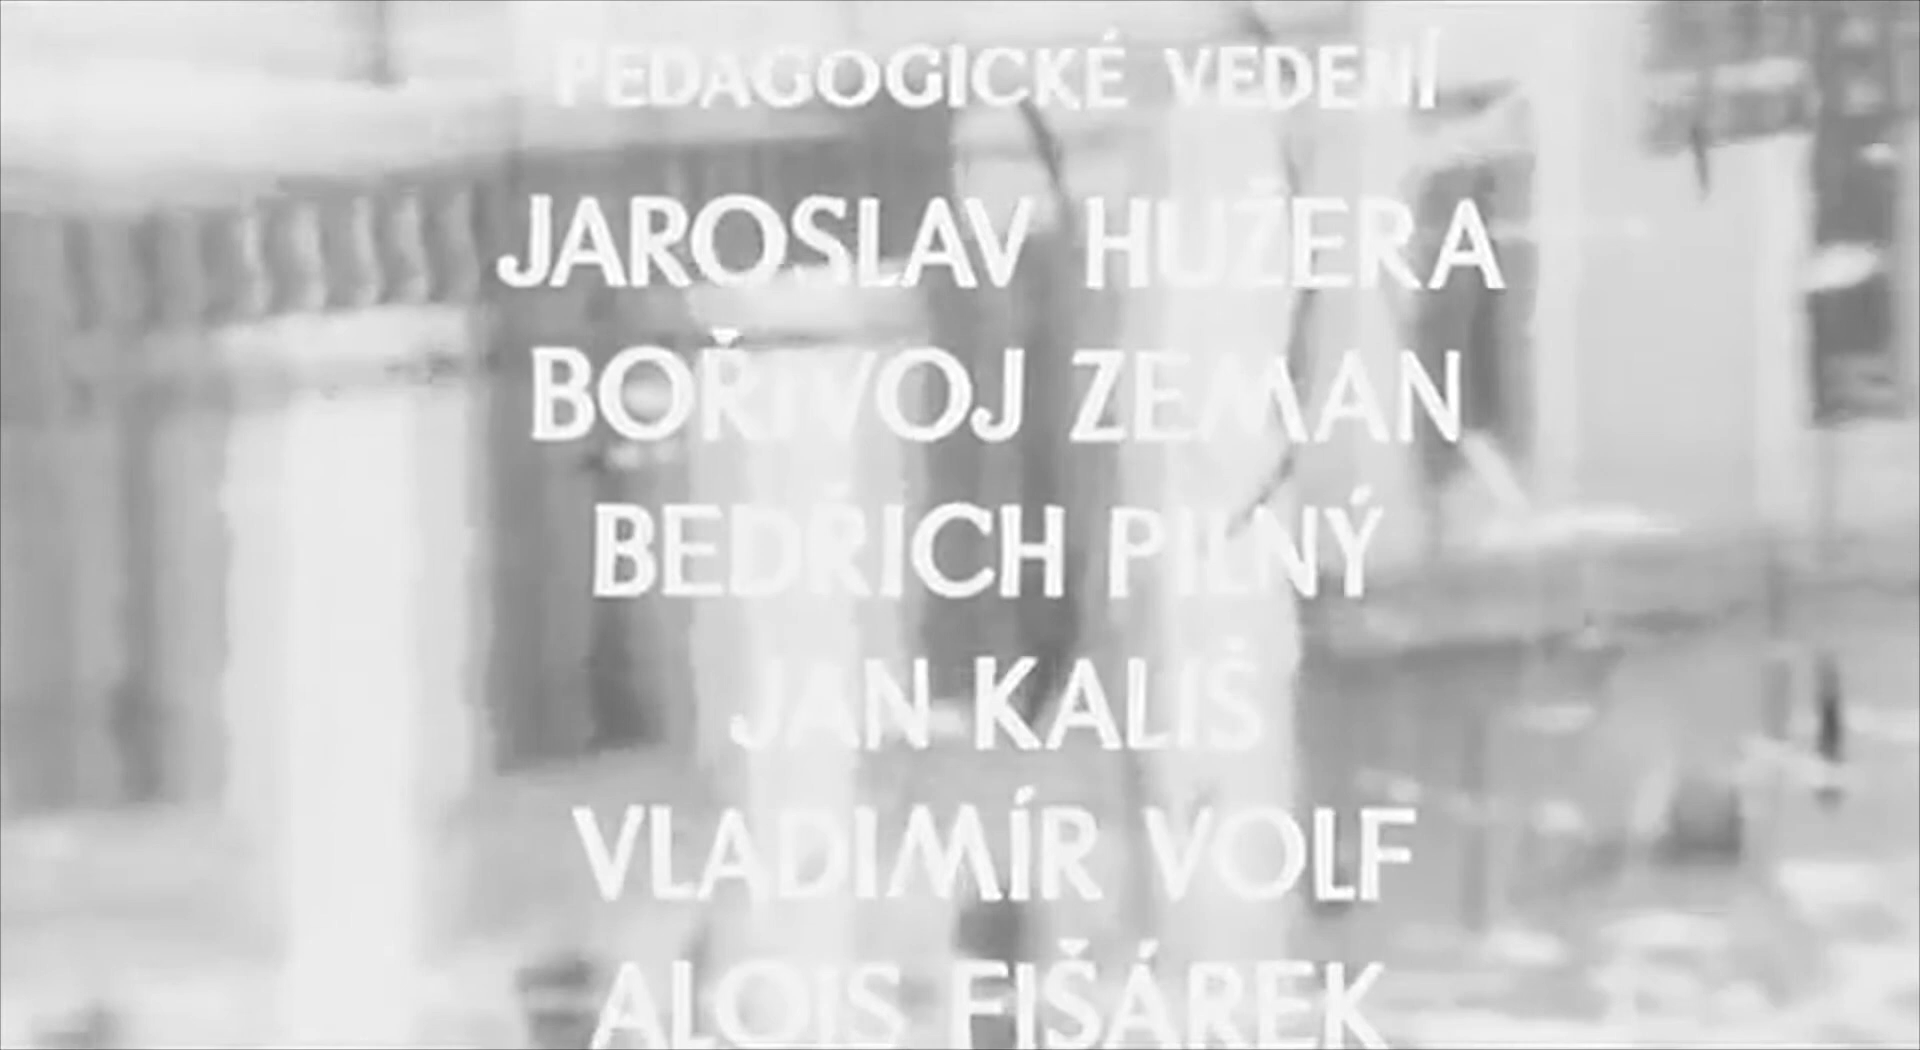 PEDAGOGICKÉ VEDENÍ
JAROSLAV HUŽERA
BOŘIVOJ ZEMAN
BEDŘICH PILNÝ
JAN KALIŠ
VLADIMÍR VOLF
ALOIS FIŠÁREK